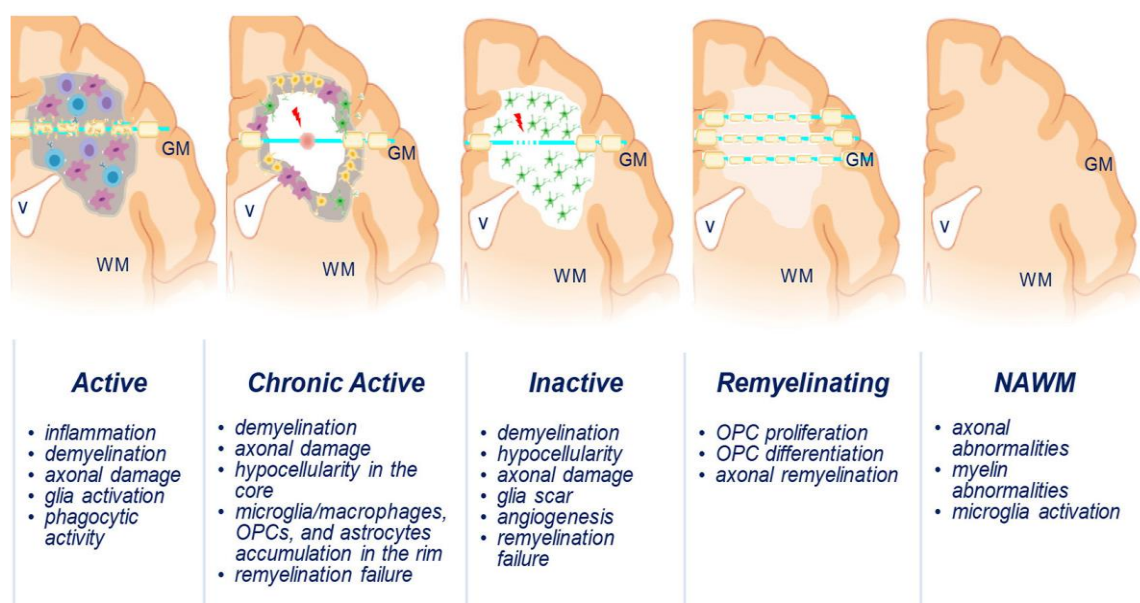 GM
V
WM
GM
V
WM
GM
V
WM
GM
V
WM
GM
V
WM
Active
• inflammation
• demyelination
• axonal damage
• glia activation
• phagocytic
activity
Chronic Active
• demyelination
• axonal damage
• hypocellularity in the
core
• microglia/macrophages,
OPCs, and astrocytes
accumulation in the rim
• remyelination failure
Inactive
• demyelination
• hypocellularity
• axonal damage
• glia scar
• angiogenesis
• remyelination
failure
Remyelinating
• OPC proliferation
• OPC differentiation
• axonal remyelination
NAWM
• axonal
abnormalities
• myelin
abnormalities
• microglia activation